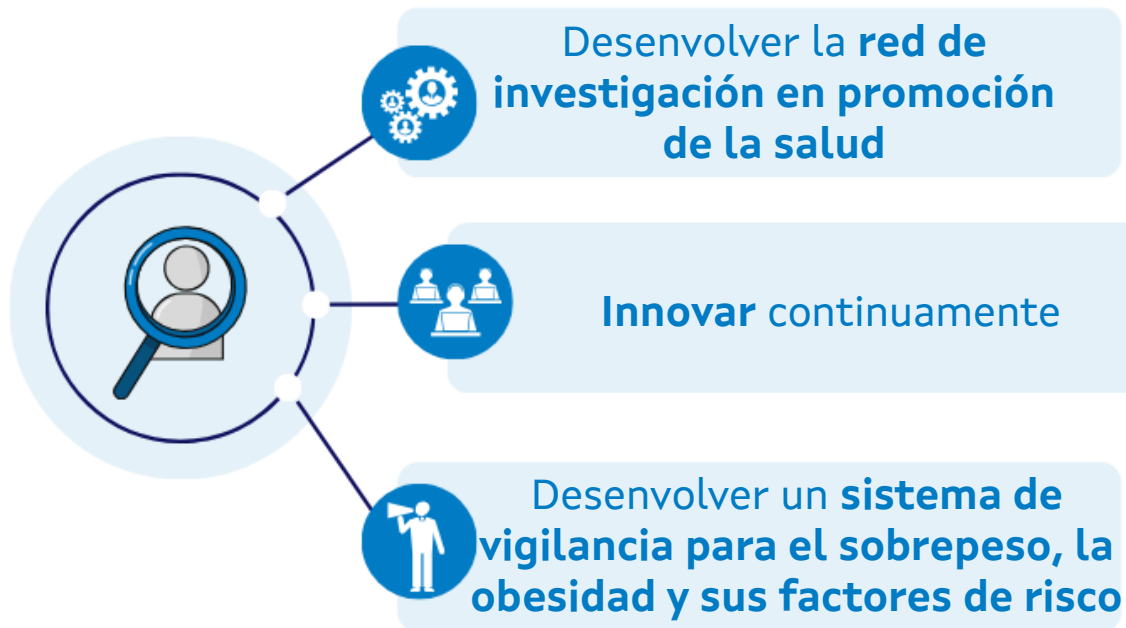 Desenvolver la red de
investigación en promoción
de la salud
Innovar continuamente
Desenvolver un sistema de
vigilancia para el sobrepeso, la
obesidad y sus factores de risco